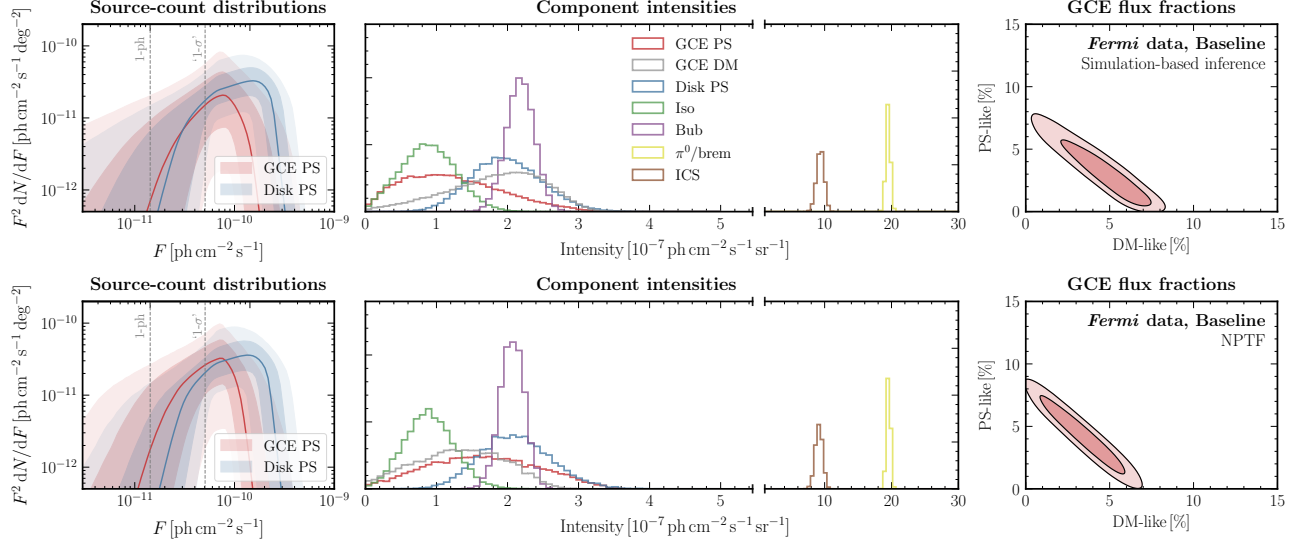 Source-count distributions
Component intensities
GCE flux fractions
F² dN/dF [ph cm⁻² s⁻¹ deg⁻²]
10⁻¹⁰
10⁻¹¹
10⁻¹²
1-ph
'1-σ'
GCE PS
Disk PS
10⁻¹¹ 10⁻¹⁰ 10⁻⁹
F [ph cm⁻² s⁻¹]
GCE PS
GCE DM
Disk PS
Iso
Bub
π⁰/brem
ICS
0 1 2 3 4 5 10 20 30
Intensity [10⁻⁷ ph cm⁻² s⁻¹ sr⁻¹]
PS-like [%]
15
10
5
0
Fermi data, Baseline
Simulation-based inference
0 5 10 15
DM-like [%]
Source-count distributions
Component intensities
GCE flux fractions
F² dN/dF [ph cm⁻² s⁻¹ deg⁻²]
10⁻¹⁰
10⁻¹¹
10⁻¹²
1-ph
'1-σ'
GCE PS
Disk PS
10⁻¹¹ 10⁻¹⁰ 10⁻⁹
F [ph cm⁻² s⁻¹]
0 1 2 3 4 5 10 20 30
Intensity [10⁻⁷ ph cm⁻² s⁻¹ sr⁻¹]
PS-like [%]
15
10
5
0
Fermi data, Baseline
NPTF
0 5 10 15
DM-like [%]